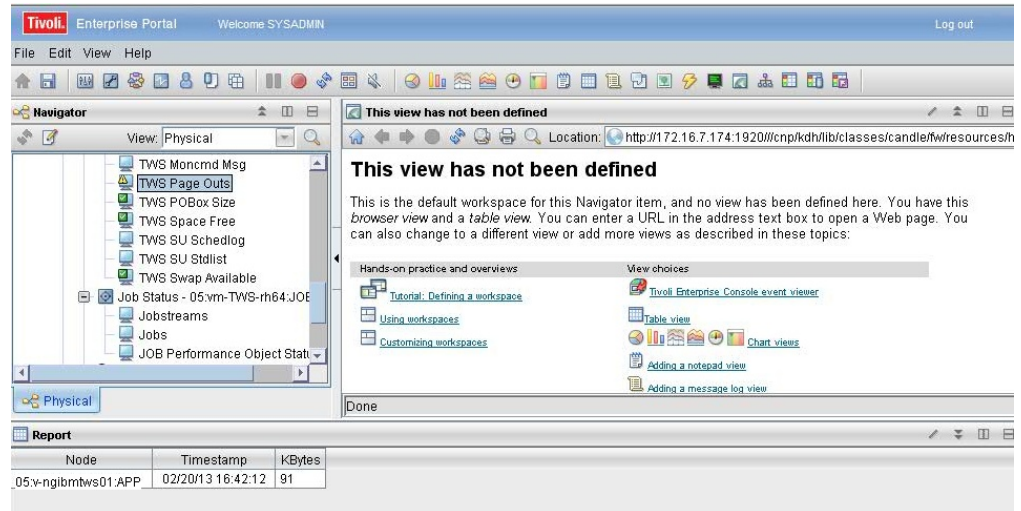 Tivoli. Enterprise Portal Welcome SYSADMIN Log out
File Edit View Help
Navigator
View: Physical
TWS Moncmd Msg
TWS Page Outs
TWS POBox Size
TWS Space Free
TWS SU Schedlog
TWS SU Stdlist
TWS Swap Available
Job Status - 05:vm-TWS-rh64:JOB
Jobstreams
Jobs
JOB Performance Object Statu
Physical
This view has not been defined
Location: http://172.16.7.174:1920///cnp/kdh/lib/classes/candle/fw/resources/h
This view has not been defined
This is the default workspace for this Navigator item, and no view has been defined here. You have this
browser view and a table view. You can enter a URL in the address text box to open a Web page. You
can also change to a different view or add more views as described in these topics:
Hands-on practice and overviews View choices
Tutorial: Defining a workspace
Using workspaces
Customizing workspaces
Tivoli Enterprise Console event viewer
Table view
Chart views
Adding a notepad view
Adding a message log view
Done
Report
Node Timestamp KBytes
_05:v-ngibmtws01:APP_ 02/20/13 16:42:12 91